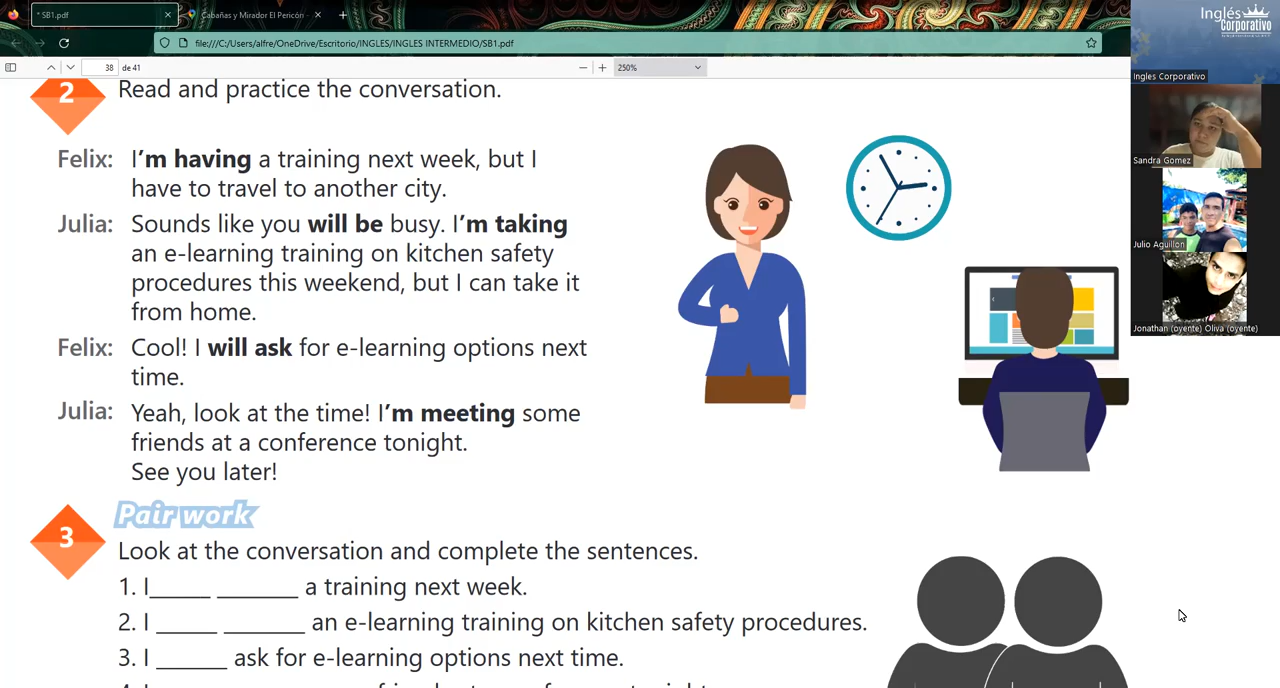 * SB1.pdf
Cabañas y Mirador El Pericón -
file:///C:/Users/alfre/OneDrive/Escritorio/INGLES/INGLES INTERMEDIO/SB1.pdf
38 de 41
250%
Inglés
Corporativo
Ingles Corporativo
Sandra Gomez
Julio Aguillon
Jonathan (oyente) Oliva (oyente)
2 Read and practice the conversation.
Felix: I'm having a training next week, but I
have to travel to another city.
Julia: Sounds like you will be busy. I'm taking
an e-learning training on kitchen safety
procedures this weekend, but I can take it
from home.
Felix: Cool! I will ask for e-learning options next
time.
Julia: Yeah, look at the time! I'm meeting some
friends at a conference tonight.
See you later!
Pair work
3 Look at the conversation and complete the sentences.
1. I_____ ______ a training next week.
2. I _____ ______ an e-learning training on kitchen safety procedures.
3. I ______ ask for e-learning options next time.